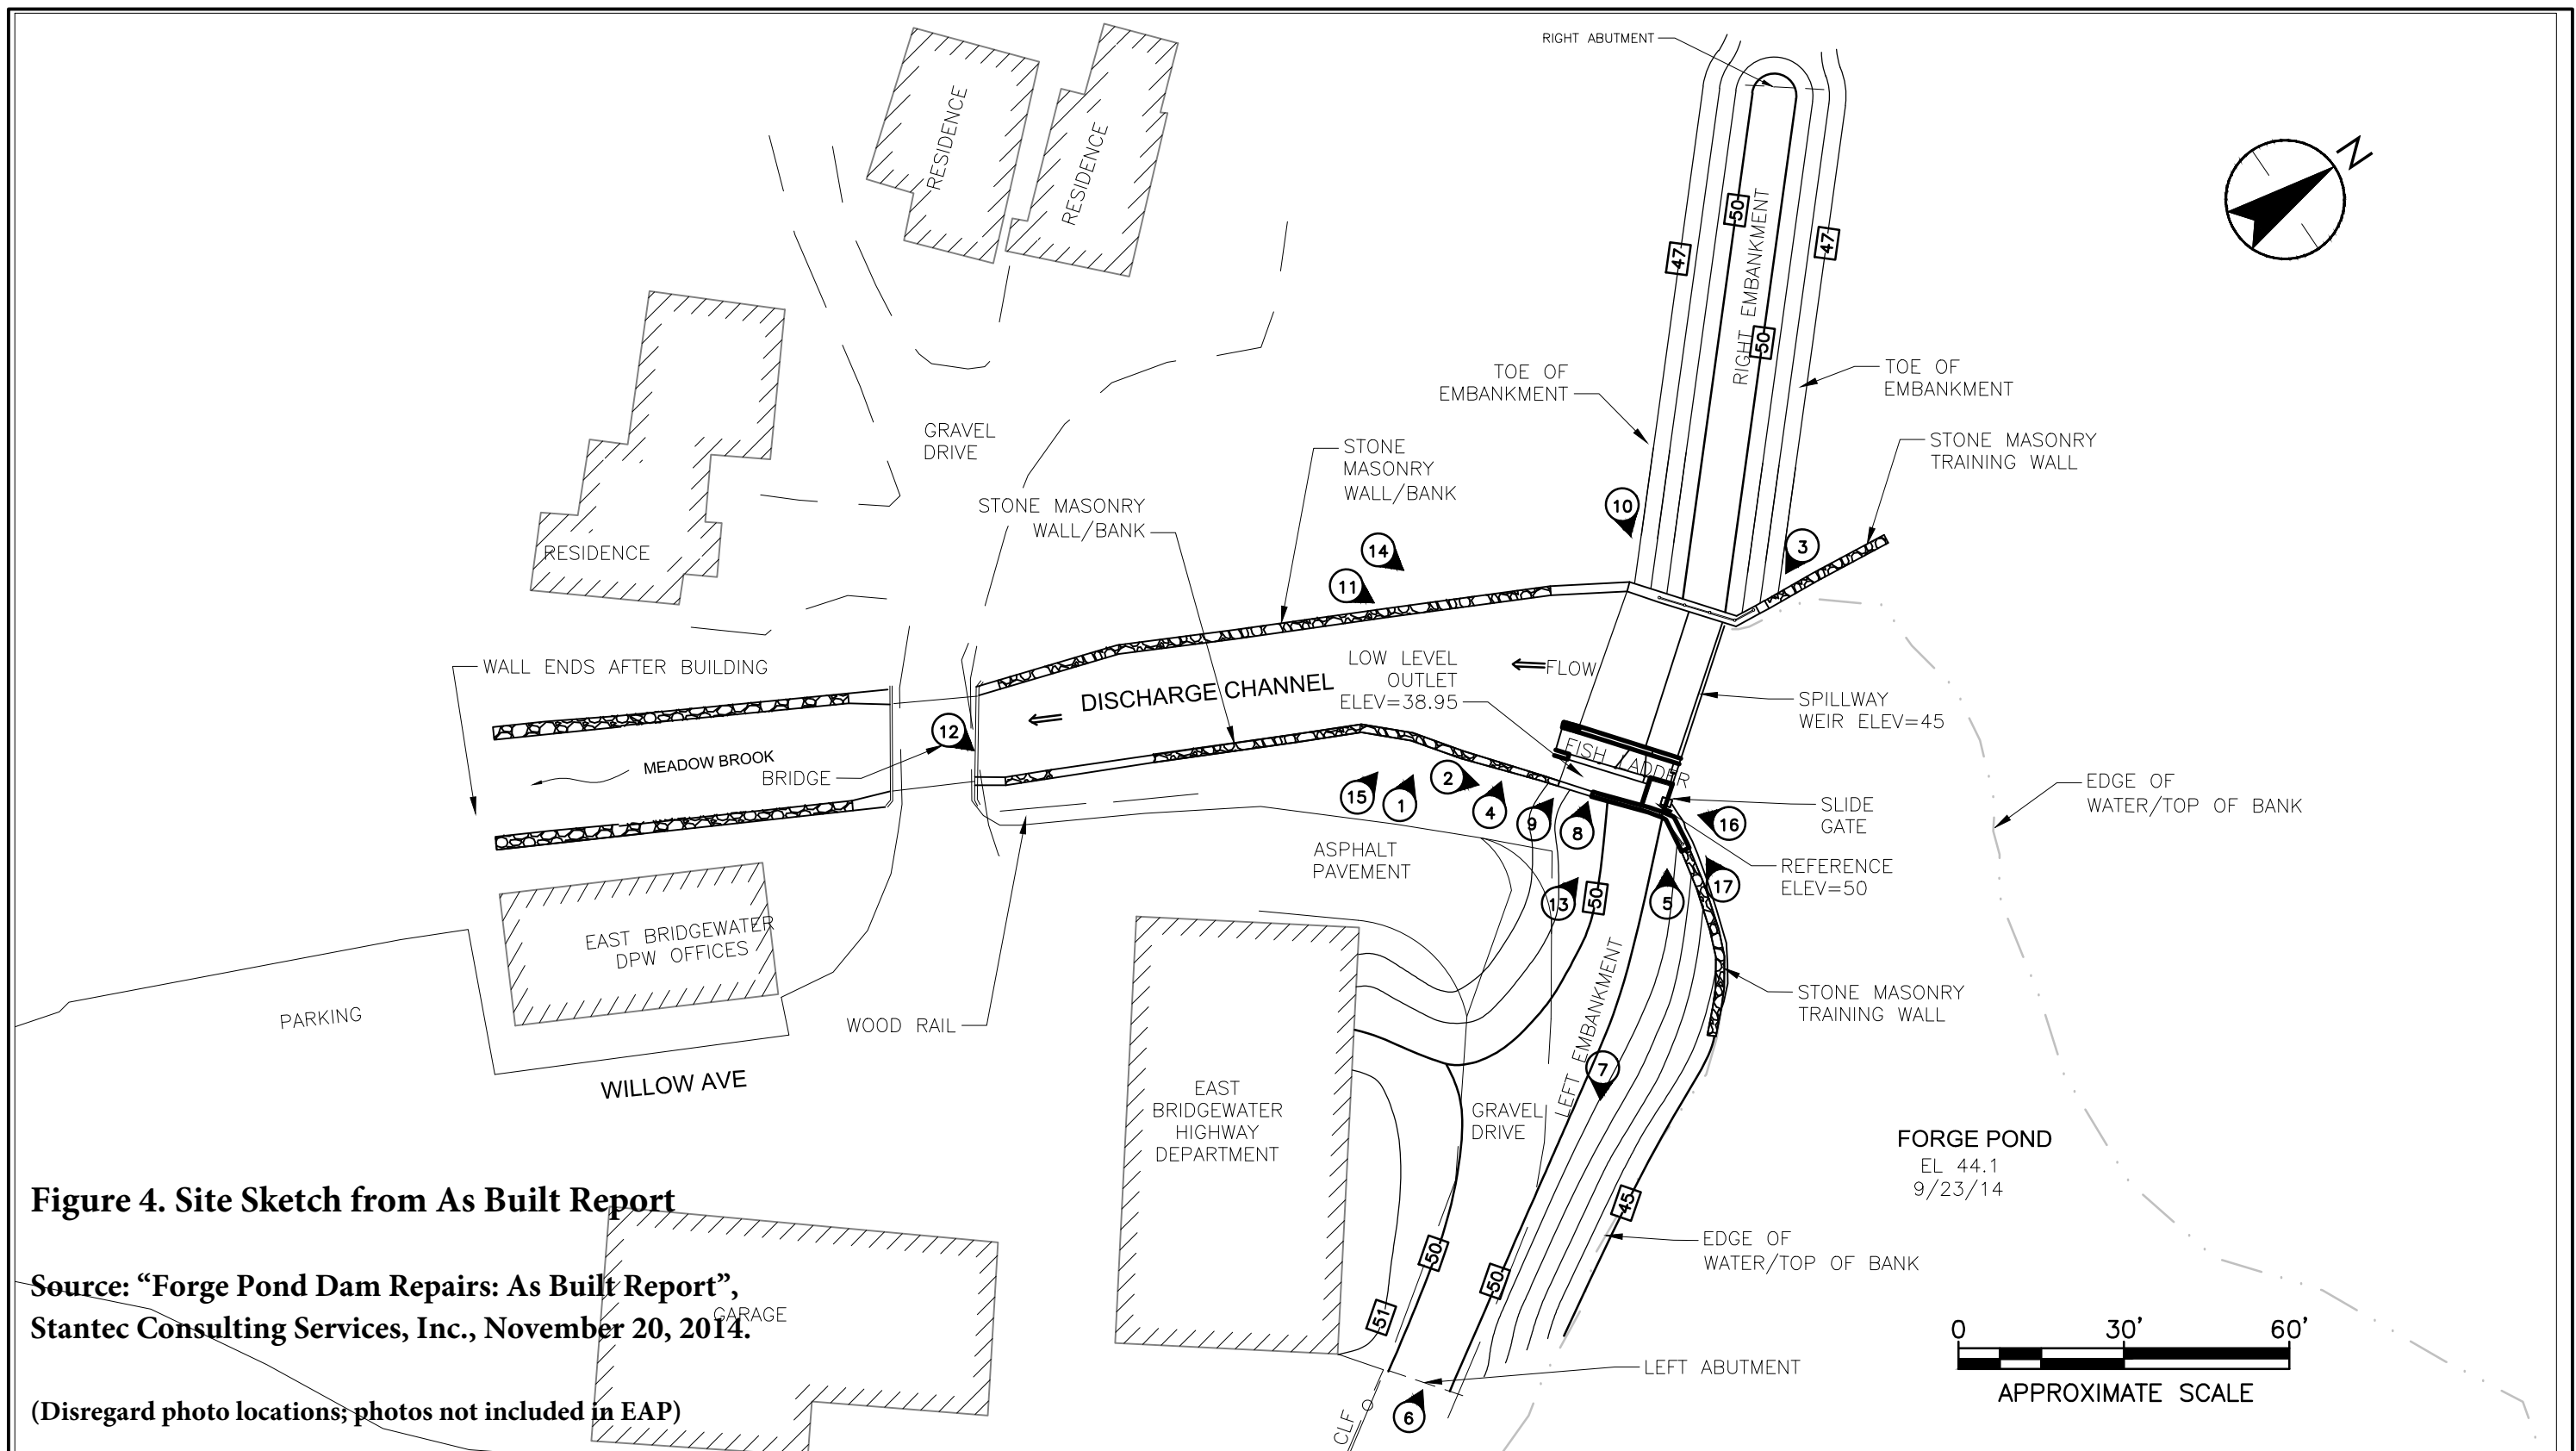 RIGHT ABUTMENT
N
RESIDENCE
RESIDENCE
50
47
47
RIGHT EMBANKMENT
50
TOE OF
EMBANKMENT
TOE OF
EMBANKMENT
GRAVEL
DRIVE
STONE
MASONRY
WALL/BANK
STONE MASONRY
TRAINING WALL
STONE MASONRY
WALL/BANK
10
14
3
11
RESIDENCE
WALL ENDS AFTER BUILDING
LOW LEVEL
OUTLET
ELEV=38.95
FLOW
DISCHARGE CHANNEL
SPILLWAY
WEIR ELEV=45
12
MEADOW BROOK
BRIDGE
FISH LADDER
EDGE OF
WATER/TOP OF BANK
15
1
2
4
9
8
16
SLIDE
GATE
ASPHALT
PAVEMENT
REFERENCE
ELEV=50
13
50
5
17
EAST BRIDGEWATER
DPW OFFICES
PARKING
WOOD RAIL
STONE MASONRY
TRAINING WALL
LEFT EMBANKMENT
7
WILLOW AVE
EAST
BRIDGEWATER
HIGHWAY
DEPARTMENT
GRAVEL
DRIVE
FORGE POND
EL 44.1
9/23/14
45
EDGE OF
WATER/TOP OF BANK
50
50
51
Figure 4. Site Sketch from As Built Report
Source: “Forge Pond Dam Repairs: As Built Report”,
Stantec Consulting Services, Inc., November 20, 2014.
GARAGE
(Disregard photo locations; photos not included in EAP)
LEFT ABUTMENT
6
CLF
0 30' 60'
APPROXIMATE SCALE